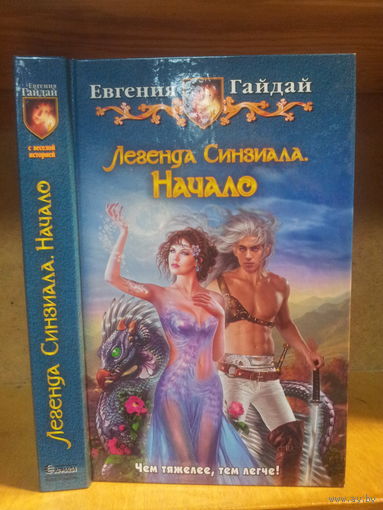 Евгения Гайдай
с веселой историей
Легенда Синзиала. Начало
Евгения Гайдай
Легенда Синзиала.
Начало
Чем тяжелее, тем легче!